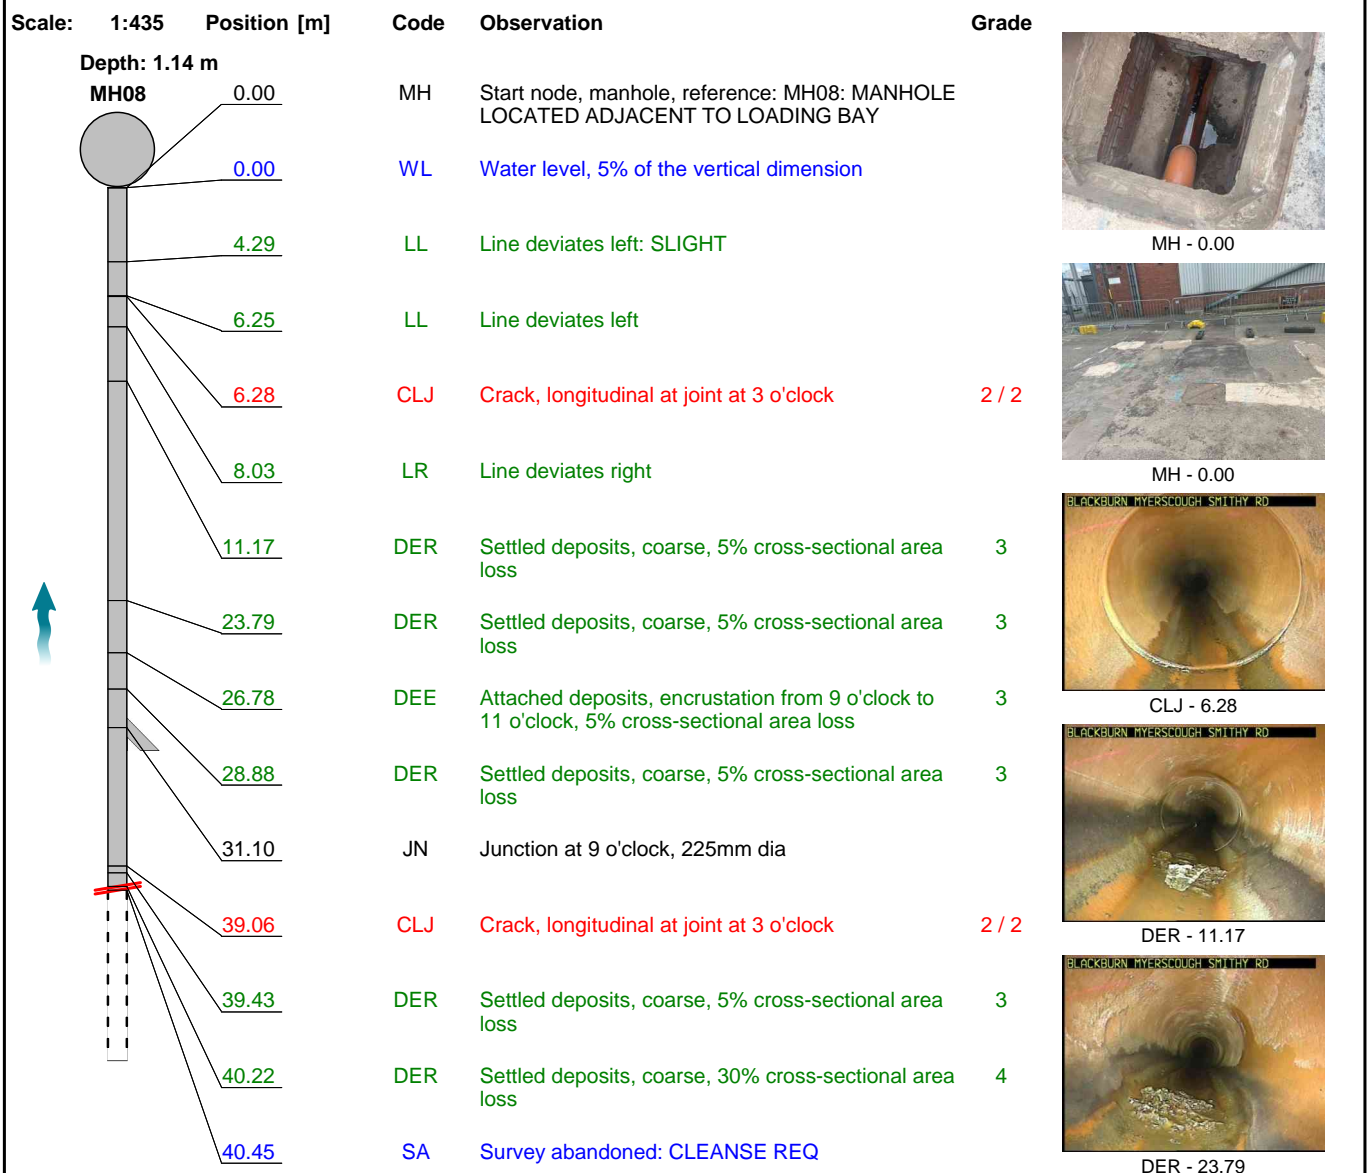 Scale: 1:435 Position [m] Code Observation Grade
Depth: 1.14 m
MH08
0.00 MH Start node, manhole, reference: MH08: MANHOLE
LOCATED ADJACENT TO LOADING BAY
0.00 WL Water level, 5% of the vertical dimension
4.29 LL Line deviates left: SLIGHT
6.25 LL Line deviates left
6.28 CLJ Crack, longitudinal at joint at 3 o'clock 2 / 2
8.03 LR Line deviates right
11.17 DER Settled deposits, coarse, 5% cross-sectional area 3
loss
23.79 DER Settled deposits, coarse, 5% cross-sectional area 3
loss
26.78 DEE Attached deposits, encrustation from 9 o'clock to 3
11 o'clock, 5% cross-sectional area loss
28.88 DER Settled deposits, coarse, 5% cross-sectional area 3
loss
31.10 JN Junction at 9 o'clock, 225mm dia
39.06 CLJ Crack, longitudinal at joint at 3 o'clock 2 / 2
39.43 DER Settled deposits, coarse, 5% cross-sectional area 3
loss
40.22 DER Settled deposits, coarse, 30% cross-sectional area 4
loss
40.45 SA Survey abandoned: CLEANSE REQ
MH - 0.00
MH - 0.00
BLACKBURN MYERSCOUGH SMITHY RD
CLJ - 6.28
BLACKBURN MYERSCOUGH SMITHY RD
DER - 11.17
BLACKBURN MYERSCOUGH SMITHY RD
DER - 23.79